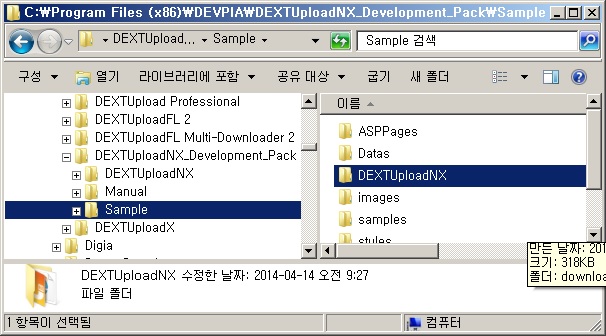 C:\Program Files (x86)\DEVPIA\DEXTUploadNX_Development_Pack\Sample
DEXTUpload... Sample
Sample 검색
구성 열기 라이브러리에 포함 공유 대상 굽기 새 폴더
DEXTUpload Professional
DEXTUploadFL 2
DEXTUploadFL Multi-Downloader 2
DEXTUploadNX_Development_Pack
DEXTUploadNX
Manual
Sample
DEXTUploadX
Digia
이름
ASPPages
Datas
DEXTUploadNX
images
samples
styles
만든 날짜: 201
크기: 318KB
폴더: downloa
DEXTUploadNX 수정한 날짜: 2014-04-14 오전 9:27
파일 폴더
1 항목이 선택됨
컴퓨터